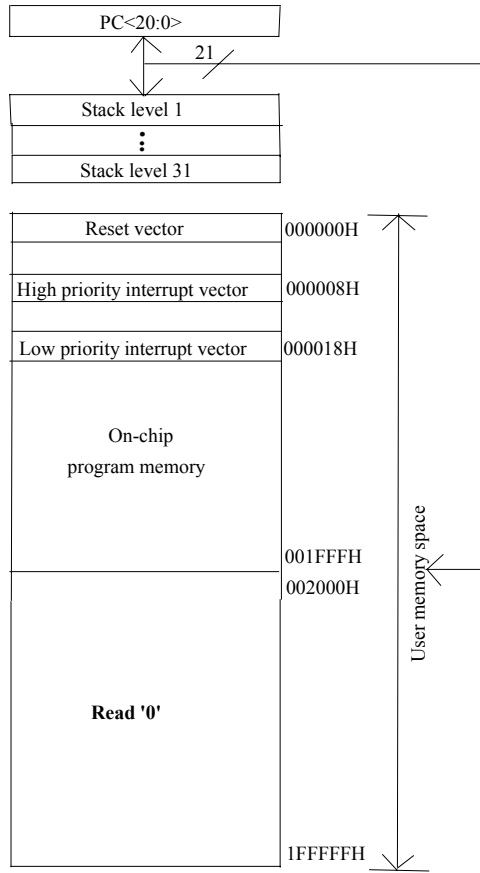 PC<20:0>
21
Stack level 1
⋮
Stack level 31
Reset vector
000000H
High priority interrupt vector
000008H
Low priority interrupt vector
000018H
On-chip
program memory
001FFFH
002000H
User memory space
Read '0'
1FFFFFH